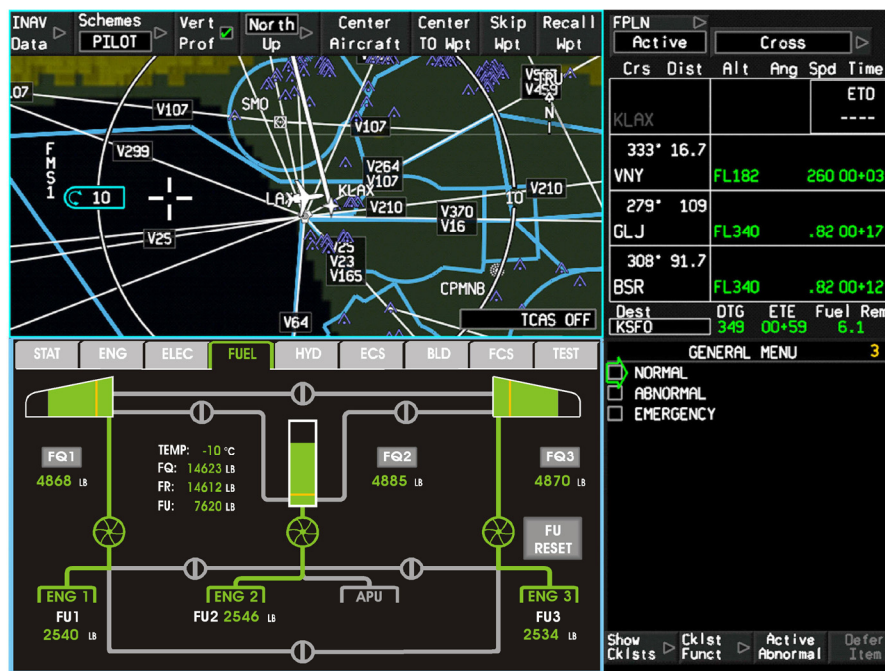 INAV Data
Schemes PILOT
Vert Prof
North Up
Center Aircraft
Center TO Wpt
Skip Wpt
Recall Wpt
07
V107
SMO
V107
V299
FMS1
10
V25
V264
V107
LAX
KLAX
V210
V210
10
V370
V16
V25
V23
V165
CPMNB
V64
TCAS OFF
FPLN
Active
Cross
Crs Dist Alt Ang Spd Time
ETO
KLAX ----
333° 16.7
VNY FL182 260 00+03
279° 109
GLJ FL340 .82 00+17
308° 91.7
BSR FL340 .82 00+12
Dest DTG ETE Fuel Rem
KSFO 349 00+59 6.1
STAT ENG ELEC FUEL HYD ECS BLD FCS TEST
FQ1
4868 LB
TEMP: -10 °C
FQ: 14623 LB
FR: 14612 LB
FU: 7620 LB
FQ2
4885 LB
FQ3
4870 LB
FU RESET
ENG 1
FU1
2540 LB
ENG 2
FU2 2546 LB
APU
ENG 3
FU3
2534 LB
GENERAL MENU 3
NORMAL
ABNORMAL
EMERGENCY
Show Cklsts
Cklst Funct
Active Abnormal
Defer Item